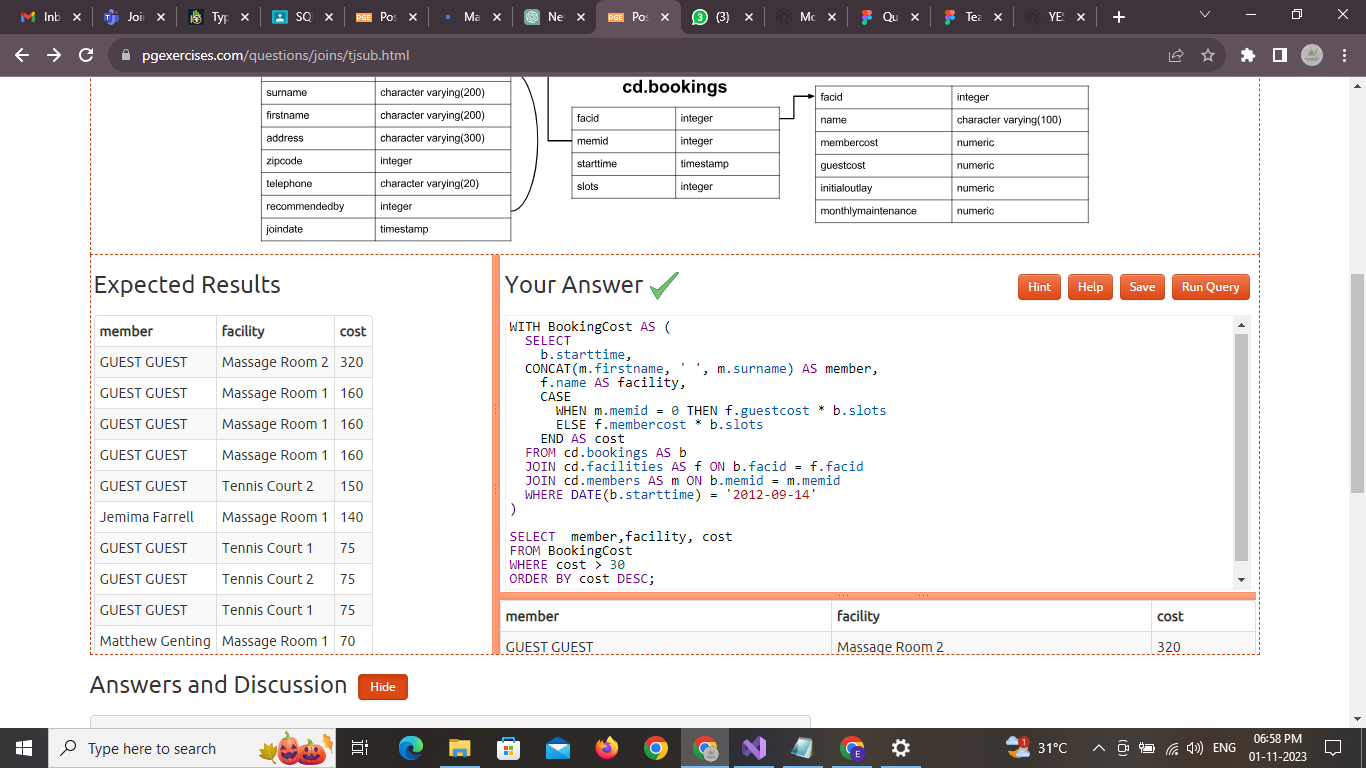 Inb
Joi
Typ
SQ
Pos
Ma
Ne
Pos
(3)
Mc
Qu
Tea
YES
pgexercises.com/questions/joins/tjsub.html
surname character varying(200)
firstname character varying(200)
address character varying(300)
zipcode integer
telephone character varying(20)
recommendedby integer
joindate timestamp
cd.bookings
facid integer
memid integer
starttime timestamp
slots integer
facid integer
name character varying(100)
membercost numeric
guestcost numeric
initialoutlay numeric
monthlymaintenance numeric
Expected Results
member facility cost
GUEST GUEST Massage Room 2 320
GUEST GUEST Massage Room 1 160
GUEST GUEST Massage Room 1 160
GUEST GUEST Massage Room 1 160
GUEST GUEST Tennis Court 2 150
Jemima Farrell Massage Room 1 140
GUEST GUEST Tennis Court 1 75
GUEST GUEST Tennis Court 2 75
GUEST GUEST Tennis Court 1 75
Matthew Genting Massage Room 1 70
Your Answer
Hint Help Save Run Query
WITH BookingCost AS (
SELECT
b.starttime,
CONCAT(m.firstname, ' ', m.surname) AS member,
f.name AS facility,
CASE
WHEN m.memid = 0 THEN f.guestcost * b.slots
ELSE f.membercost * b.slots
END AS cost
FROM cd.bookings AS b
JOIN cd.facilities AS f ON b.facid = f.facid
JOIN cd.members AS m ON b.memid = m.memid
WHERE DATE(b.starttime) = '2012-09-14'
)
SELECT member,facility, cost
FROM BookingCost
WHERE cost > 30
ORDER BY cost DESC;
member facility cost
GUEST GUEST Massage Room 2 320
Answers and Discussion Hide
Type here to search
31°C
ENG
06:58 PM
01-11-2023